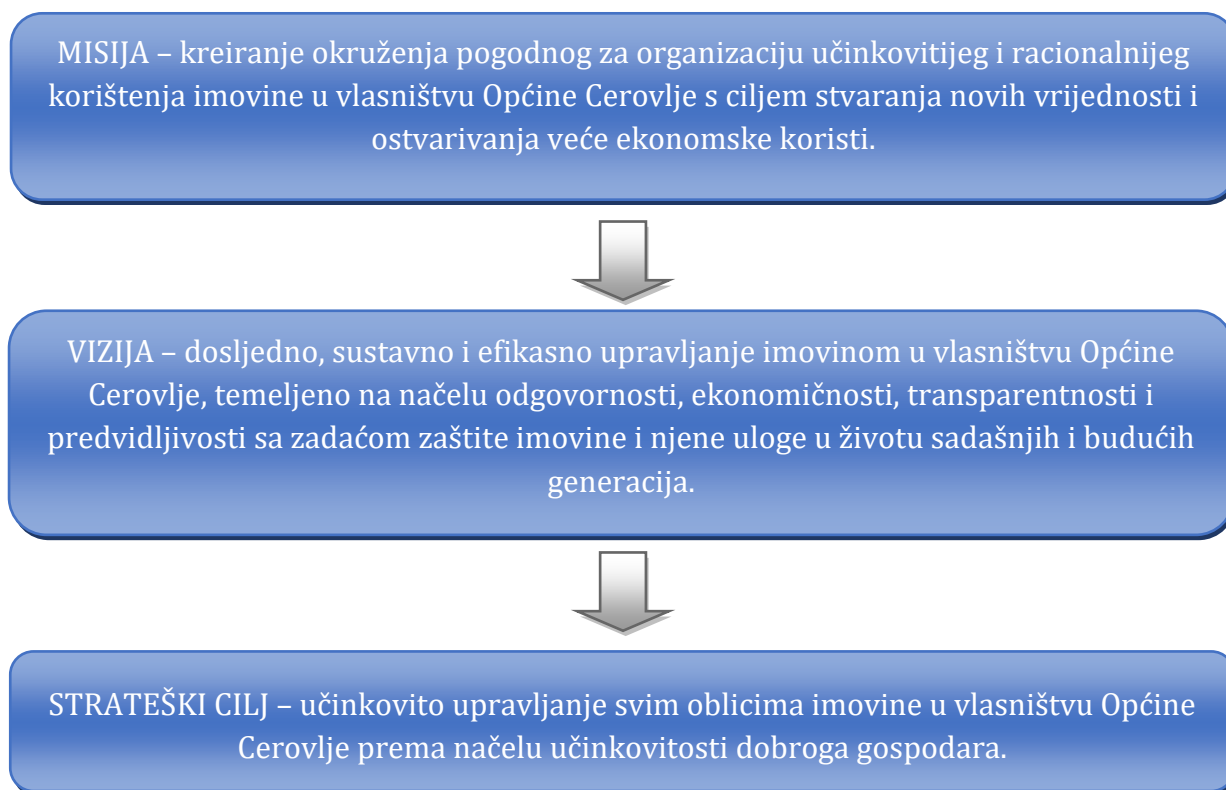 MISIJA – kreiranje okruženja pogodnog za organizaciju učinkovitijeg i racionalnijeg
korištenja imovine u vlasništvu Općine Cerovlje s ciljem stvaranja novih vrijednosti i
ostvarivanja veće ekonomske koristi.
VIZIJA – dosljedno, sustavno i efikasno upravljanje imovinom u vlasništvu Općine
Cerovlje, temeljeno na načelu odgovornosti, ekonomičnosti, transparentnosti i
predvidljivosti sa zadaćom zaštite imovine i njene uloge u životu sadašnjih i budućih
generacija.
STRATEŠKI CILJ – učinkovito upravljanje svim oblicima imovine u vlasništvu Općine
Cerovlje prema načelu učinkovitosti dobroga gospodara.